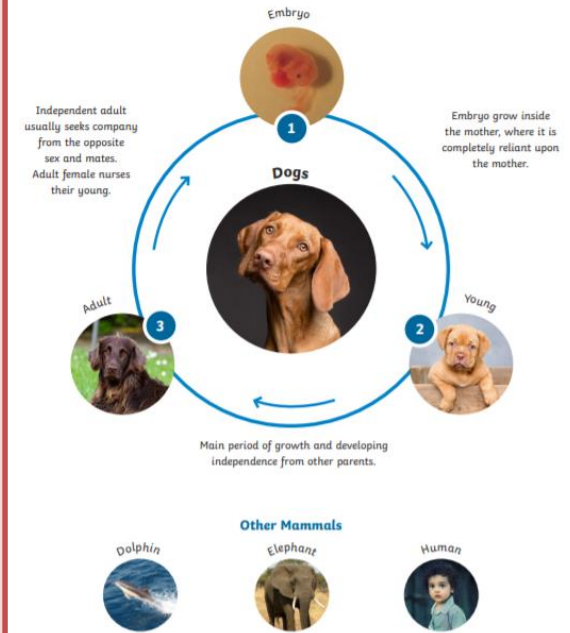 Embryo
1
Independent adult
usually seeks company
from the opposite
sex and mates.
Adult female nurses
their young.
Embryo grow inside
the mother, where it is
completely reliant upon
the mother.
Dogs
Adult
3
Young
2
Main period of growth and developing
independence from other parents.
Other Mammals
Dolphin
Elephant
Human